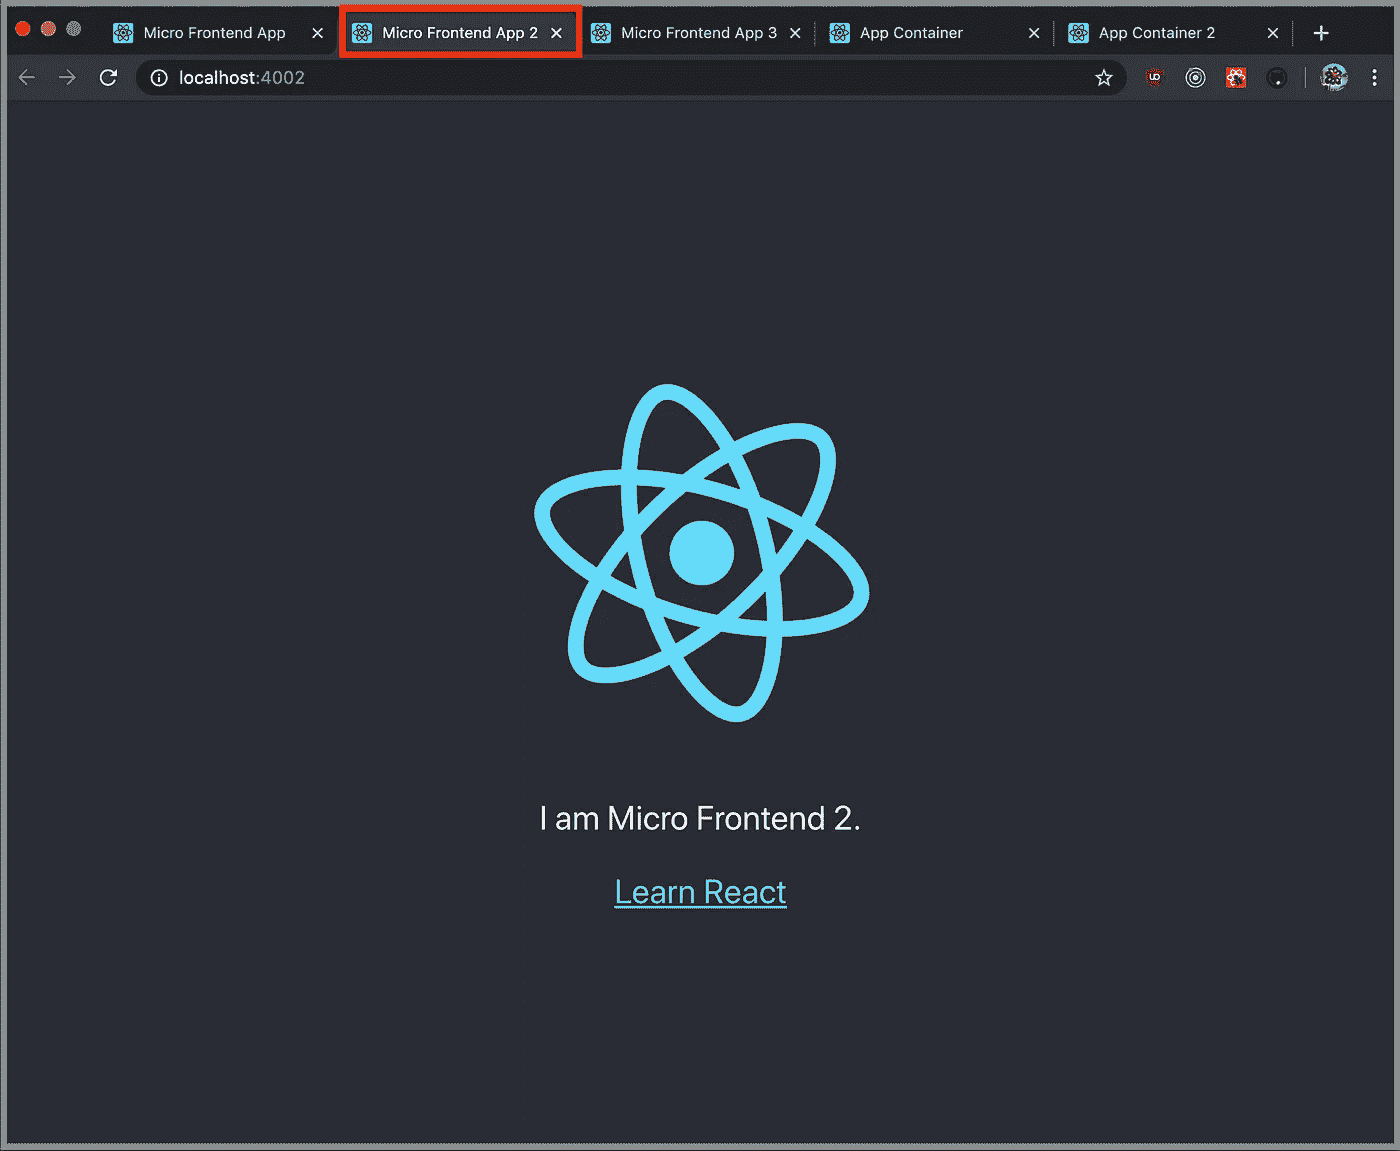 Micro Frontend App
Micro Frontend App 2
Micro Frontend App 3
App Container
App Container 2
localhost:4002
I am Micro Frontend 2.
Learn React